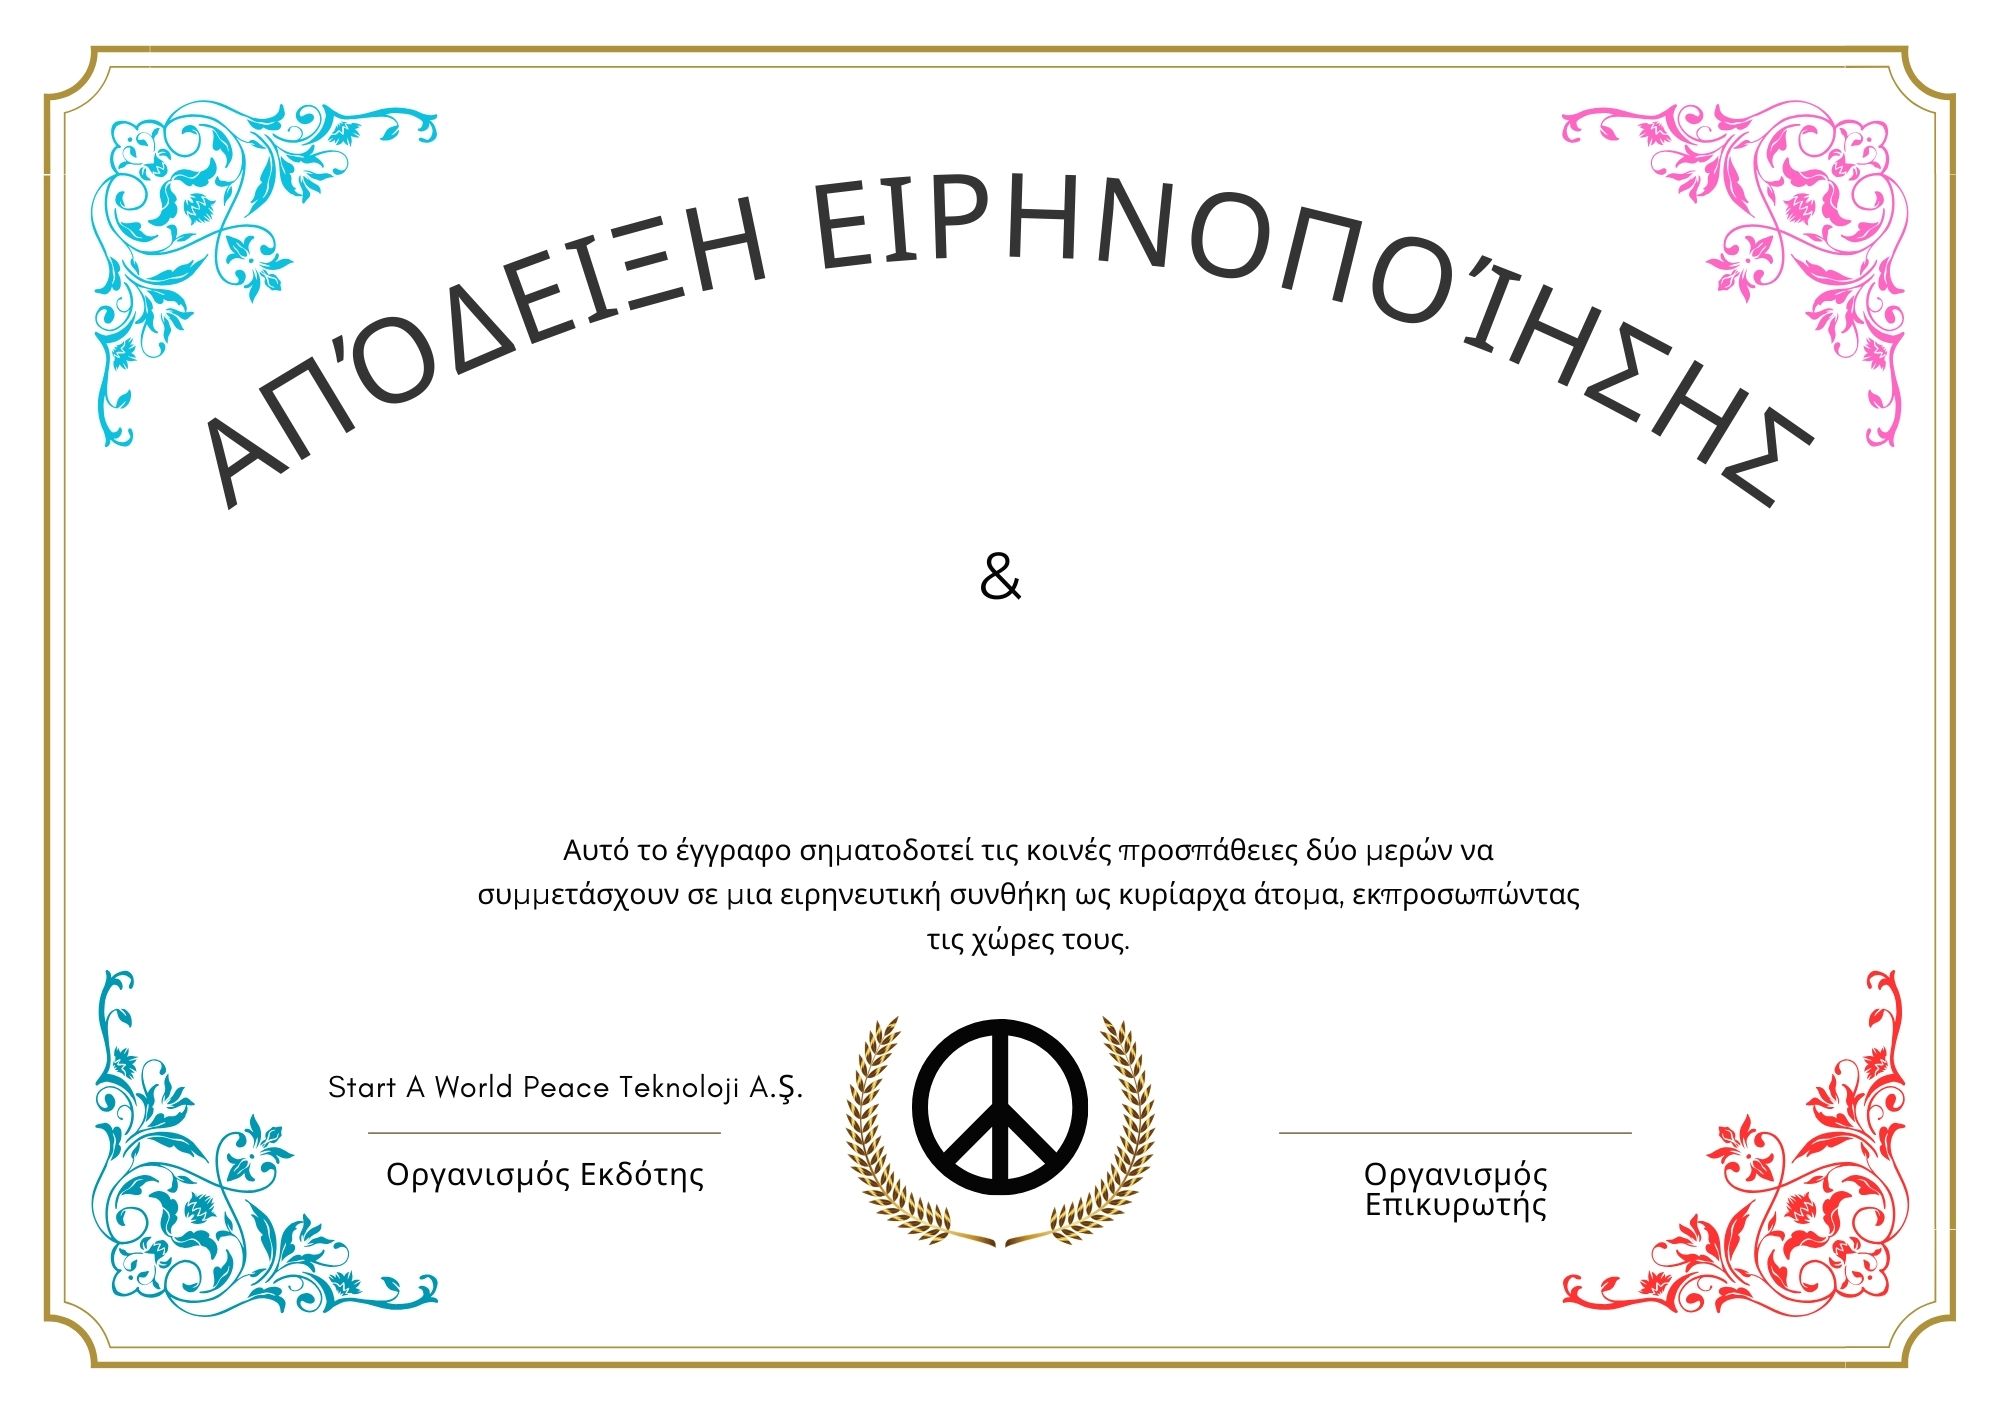 ΑΠΌΔΕΙΞΗ ΕΙΡΗΝΟΠΟΊΗΣΗΣ
&
Αυτό το έγγραφο σηματοδοτεί τις κοινές προσπάθειες δύο μερών να
συμμετάσχουν σε μια ειρηνευτική συνθήκη ως κυρίαρχα άτομα, εκπροσωπώντας
τις χώρες τους.
Start A World Peace Teknoloji A.Ş.
Οργανισμός Εκδότης
Οργανισμός
Επικυρωτής